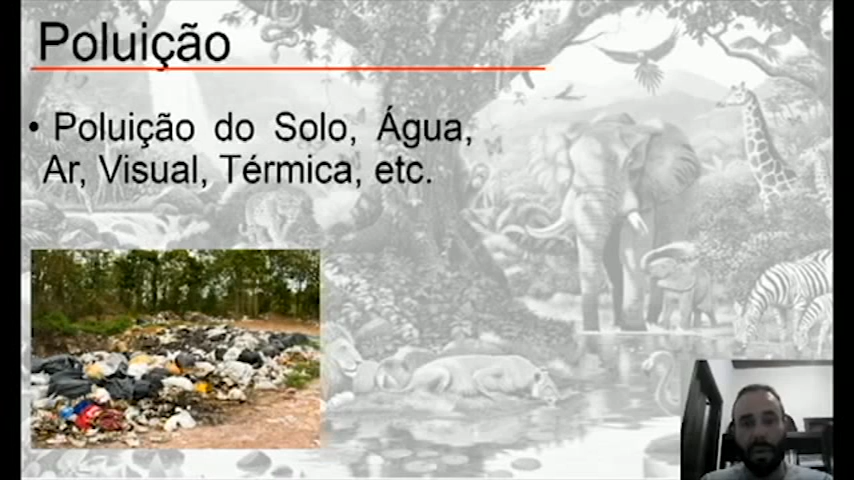 Poluição
• Poluição do Solo, Água,
Ar, Visual, Térmica, etc.